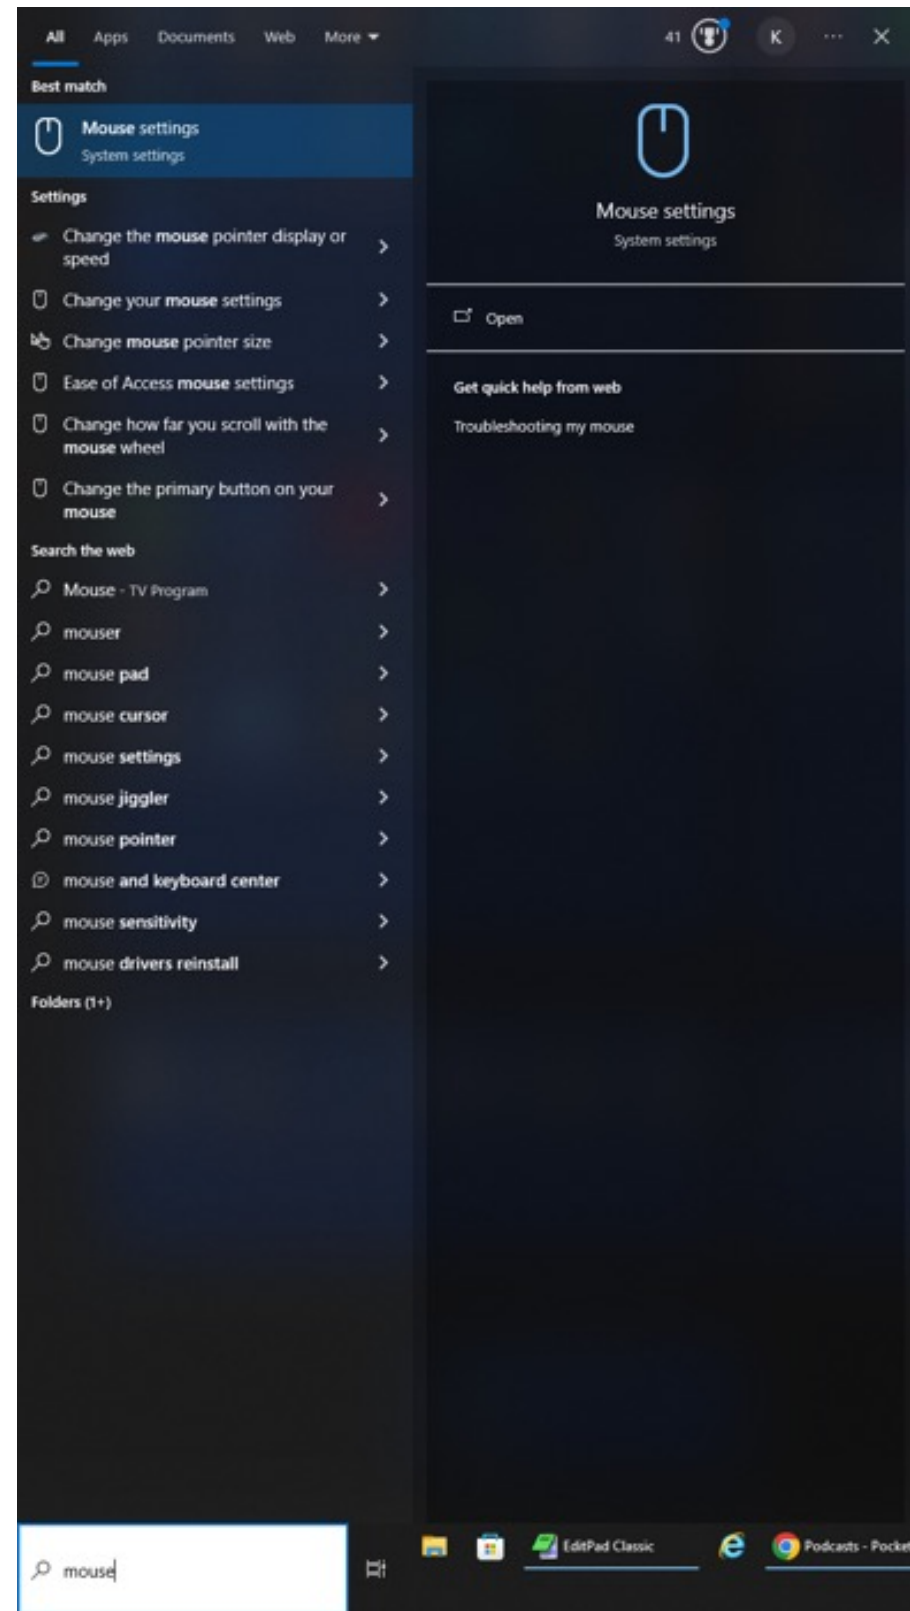 All Apps Documents Web More
41 K
Best match
Mouse settings
System settings
Settings
Change the mouse pointer display or
speed
Change your mouse settings
Change mouse pointer size
Ease of Access mouse settings
Change how far you scroll with the
mouse wheel
Change the primary button on your
mouse
Search the web
Mouse - TV Program
mouser
mouse pad
mouse cursor
mouse settings
mouse jiggler
mouse pointer
mouse and keyboard center
mouse sensitivity
mouse drivers reinstall
Folders (1+)
Mouse settings
System settings
Open
Get quick help from web
Troubleshooting my mouse
mouse
EditPad Classic
Podcasts - Pocket